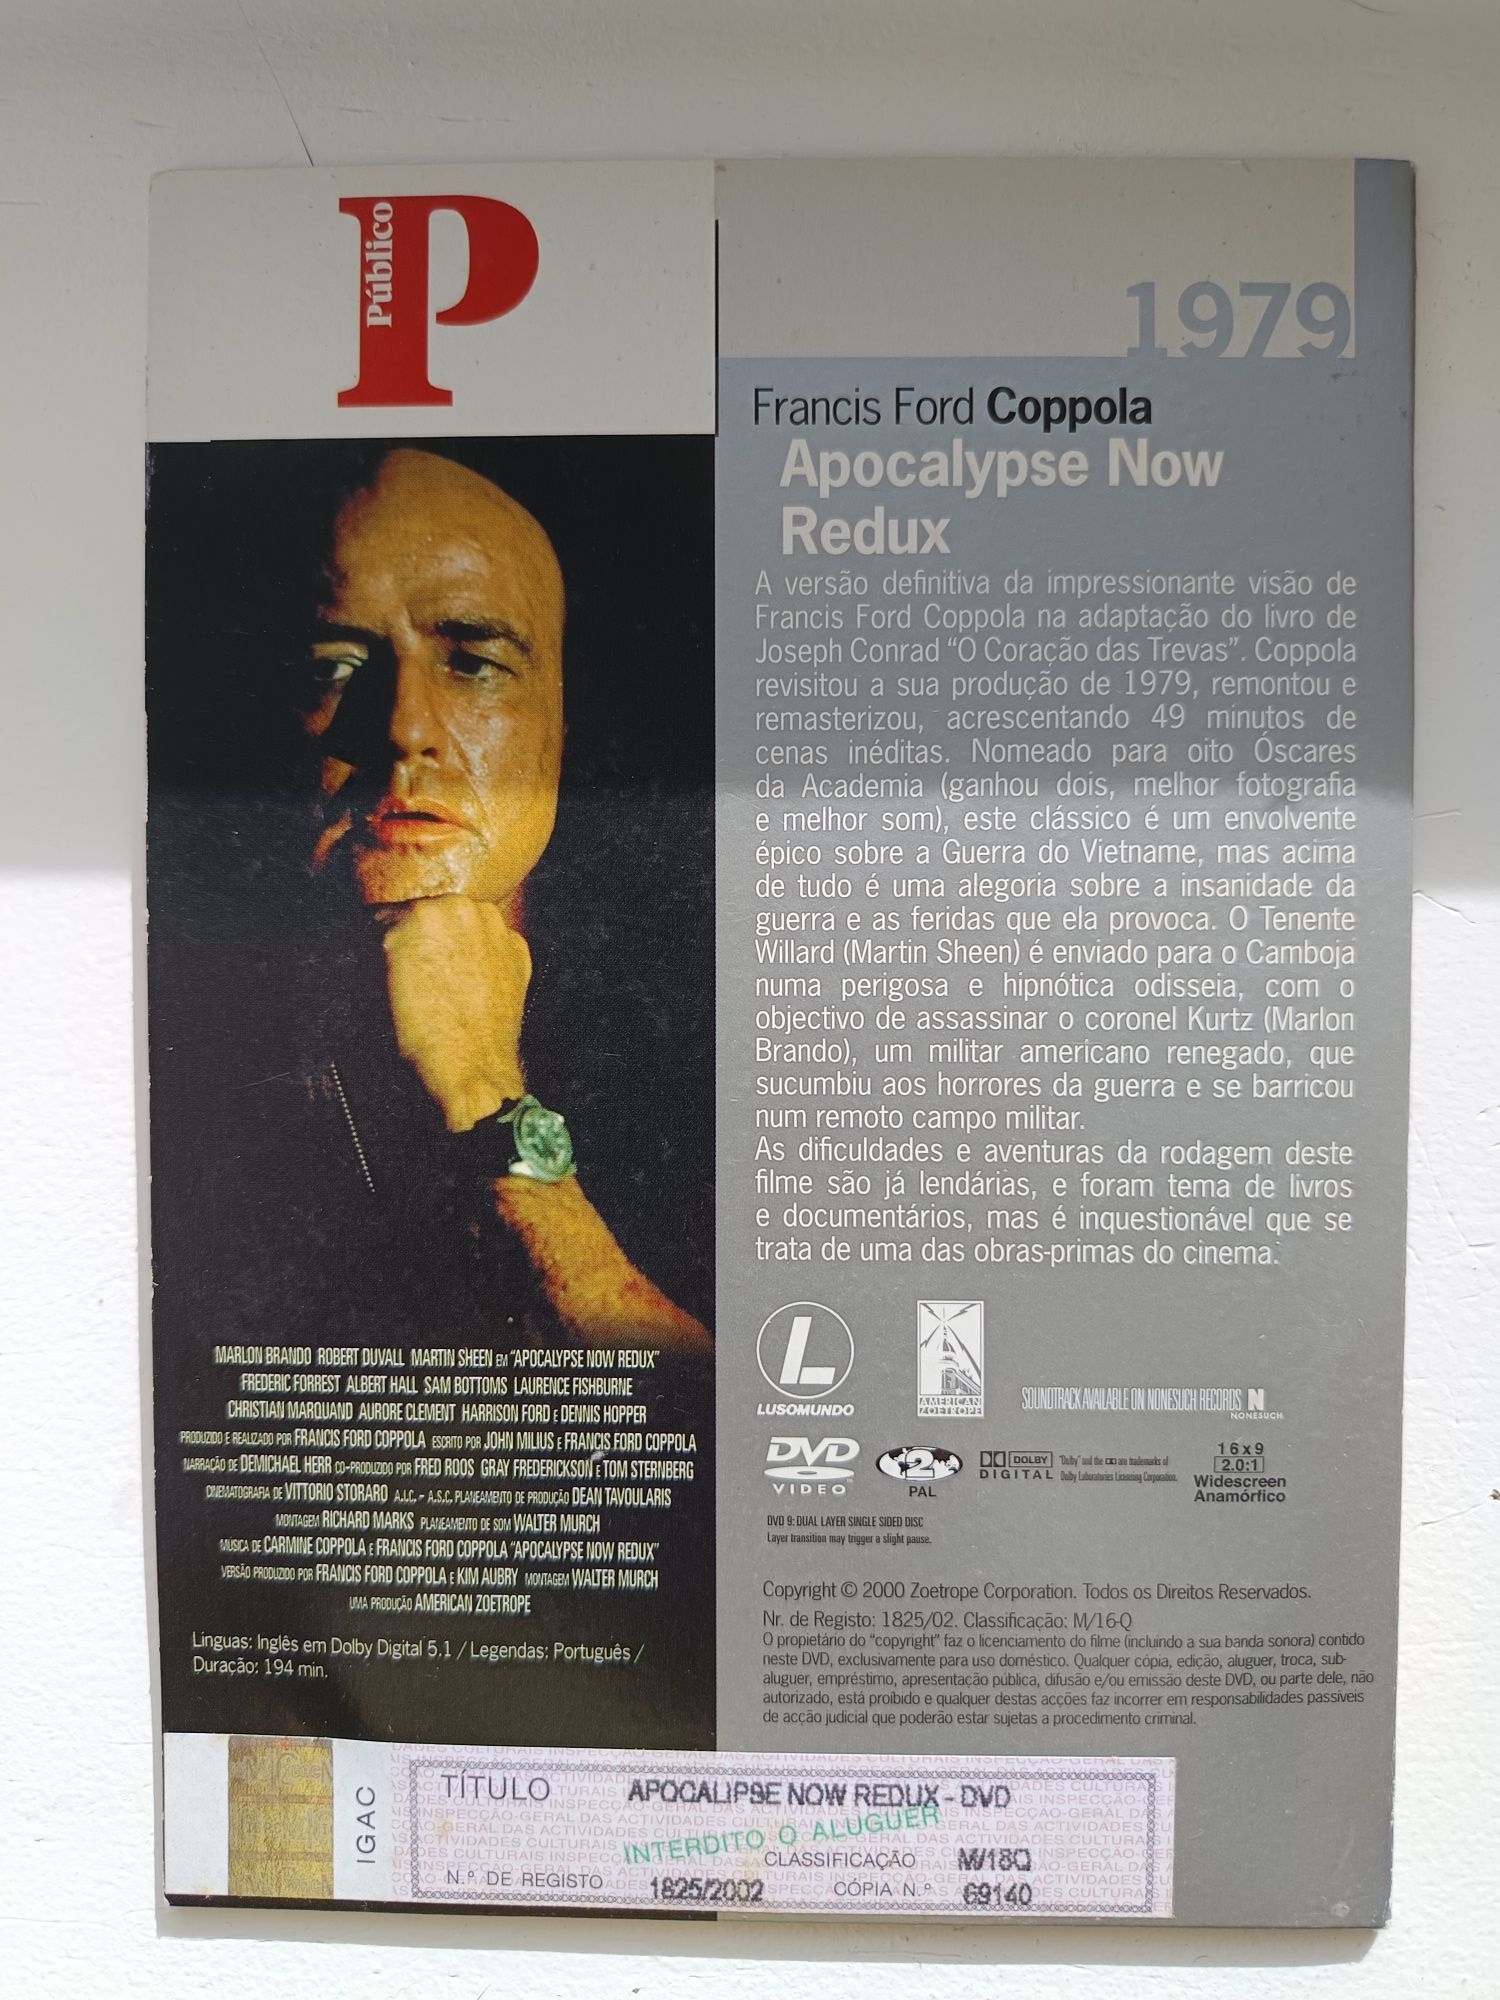 Público
1979
Francis Ford Coppola
Apocalypse Now
Redux
A versão definitiva da impressionante visão de
Francis Ford Coppola na adaptação do livro de
Joseph Conrad “O Coração das Trevas”. Coppola
revisitou a sua produção de 1979, remontou e
remasterizou, acrescentando 49 minutos de
cenas inéditas. Nomeado para oito Óscares
da Academia (ganhou dois, melhor fotografia
e melhor som), este clássico é um envolvente
épico sobre a Guerra do Vietname, mas acima
de tudo é uma alegoria sobre a insanidade da
guerra e as feridas que ela provoca. O Tenente
Willard (Martin Sheen) é enviado para o Camboja
numa perigosa e hipnótica odisseia, com o
objectivo de assassinar o coronel Kurtz (Marlon
Brando), um militar americano renegado, que
sucumbiu aos horrores da guerra e se barricou
num remoto campo militar.
As dificuldades e aventuras da rodagem deste
filme são já lendárias, e foram tema de livros
e documentários, mas é inquestionável que se
trata de uma das obras-primas do cinema.
MARLON BRANDO ROBERT DUVALL MARTIN SHEEN EM “APOCALYPSE NOW REDUX”
FREDERIC FORREST ALBERT HALL SAM BOTTOMS LAURENCE FISHBURNE
CHRISTIAN MARQUAND AURORE CLEMENT HARRISON FORD E DENNIS HOPPER
PRODUZIDO E REALIZADO POR FRANCIS FORD COPPOLA ESCRITO POR JOHN MILIUS E FRANCIS FORD COPPOLA
NARRAÇÃO DE DEMICHAEL HERR CO-PRODUZIDO POR FRED ROOS GRAY FREDERICKSON E TOM STERNBERG
CINEMATOGRAFIA DE VITTORIO STORARO A.I.C. - A.S.C. PLANEAMENTO DE PRODUÇÃO DEAN TAVOULARIS
MONTAGEM RICHARD MARKS PLANEAMENTO DE SOM WALTER MURCH
MÚSICA DE CARMINE COPPOLA E FRANCIS FORD COPPOLA “APOCALYPSE NOW REDUX”
VERSÃO PRODUZIDO POR FRANCIS FORD COPPOLA E KIM AUBRY MONTAGEM WALTER MURCH
UMA PRODUÇÃO AMERICAN ZOETROPE
Linguas: Inglês em Dolby Digital 5.1 / Legendas: Português /
Duração: 194 min.
L
LUSOMUNDO
AMERICAN
ZOETROPE
SOUNDTRACK AVAILABLE ON NONESUCH RECORDS N
NONESUCH
DVD
VIDEO
2
PAL
DOLBY
DIGITAL
"Dolby" and the are trademarks of
Dolby Laboratories Licensing Corporation.
16x9
2.0:1
Widescreen
Anamórfico
DVD 9: DUAL LAYER SINGLE SIDED DISC
Layer transition may trigger a slight pause.
Copyright © 2000 Zoetrope Corporation. Todos os Direitos Reservados.
Nr. de Registo: 1825/02. Classificação: M/16-Q
O propietário do “copyright” faz o licenciamento do filme (incluindo a sua banda sonora) contido
neste DVD, exclusivamente para uso doméstico. Qualquer cópia, edição, aluguer, troca, sub-
aluguer, empréstimo, apresentação pública, difusão e/ou emissão deste DVD, ou parte dele, não
autorizado, está proíbido e qualquer destas acções faz incorrer em responsabilidades passíveis
de acção judicial que poderão estar sujetas a procedimento criminal.
IGAC
TÍTULO APOCALIPSE NOW REDUX - DVD
INTERDITO O ALUGUER
CLASSIFICAÇÃO M/18Q
N.º DE REGISTO 1825/2002 CÓPIA N.º 69140